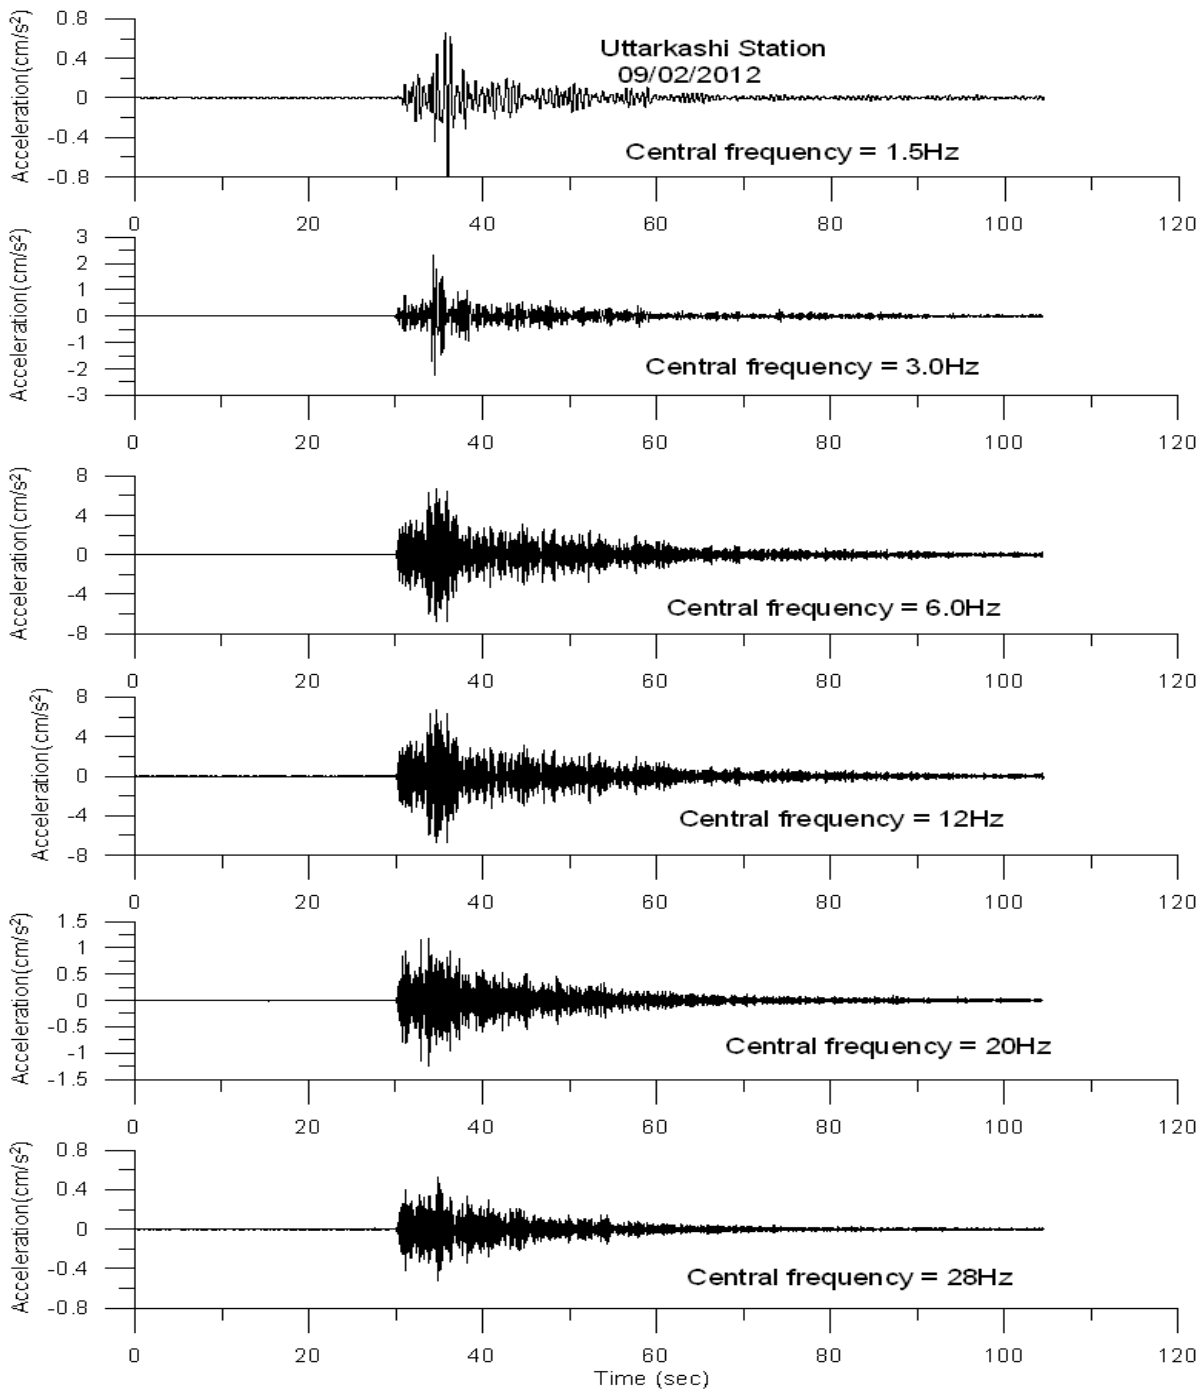 Acceleration(cm/s²)
0.8
0.4
0
-0.4
-0.8
Uttarkashi Station
09/02/2012
Central frequency = 1.5Hz
0 20 40 60 80 100 120
Acceleration(cm/s²)
3
2
1
0
-1
-2
-3
Central frequency = 3.0Hz
0 20 40 60 80 100 120
Acceleration(cm/s²)
8
4
0
-4
-8
Central frequency = 6.0Hz
0 20 40 60 80 100 120
Acceleration(cm/s²)
8
4
0
-4
-8
Central frequency = 12Hz
0 20 40 60 80 100 120
Acceleration(cm/s²)
1.5
1
0.5
0
-0.5
-1
-1.5
Central frequency = 20Hz
0 20 40 60 80 100 120
Acceleration(cm/s²)
0.8
0.4
0
-0.4
-0.8
Central frequency = 28Hz
0 20 40 60 80 100 120
Time (sec)